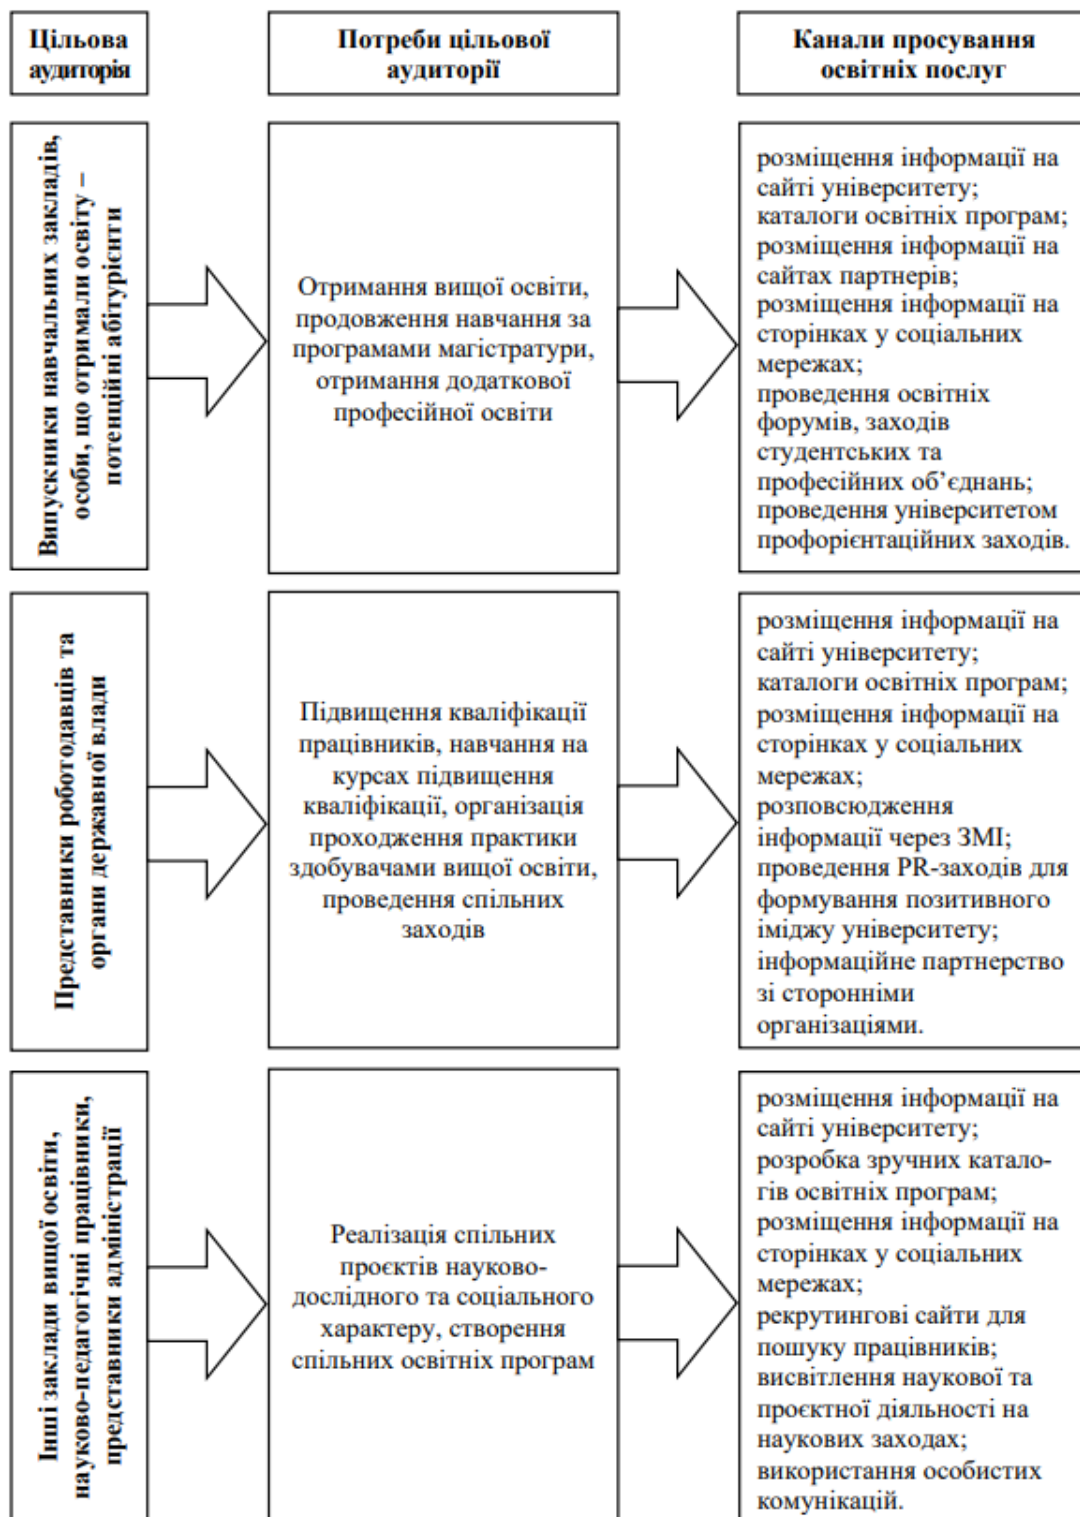 Цільова
аудиторія
Потреби цільової
аудиторії
Канали просування
освітніх послуг
Випускники навчальних закладів,
особи, що отримали освіту –
потенційні абітурієнти
Отримання вищої освіти,
продовження навчання за
програмами магістратури,
отримання додаткової
професійної освіти
розміщення інформації на
сайті університету;
каталоги освітніх програм;
розміщення інформації на
сайтах партнерів;
розміщення інформації на
сторінках у соціальних
мережах;
проведення освітніх
форумів, заходів
студентських та
професійних об’єднань;
проведення університетом
профорієнтаційних заходів.
Представники роботодавців та
органи державної влади
Підвищення кваліфікації
працівників, навчання на
курсах підвищення
кваліфікації, організація
проходження практики
здобувачами вищої освіти,
проведення спільних
заходів
розміщення інформації на
сайті університету;
каталоги освітніх програм;
розміщення інформації на
сторінках у соціальних
мережах;
розповсюдження
інформації через ЗМІ;
проведення PR-заходів для
формування позитивного
іміджу університету;
інформаційне партнерство
зі сторонніми
організаціями.
Інші заклади вищої освіти,
науково-педагогічні працівники,
представники адміністрації
Реалізація спільних
проєктів науково-
дослідного та соціального
характеру, створення
спільних освітніх програм
розміщення інформації на
сайті університету;
розробка зручних катало-
гів освітніх програм;
розміщення інформації на
сторінках у соціальних
мережах;
рекрутингові сайти для
пошуку працівників;
висвітлення наукової та
проєктної діяльності на
наукових заходах;
використання особистих
комунікацій.